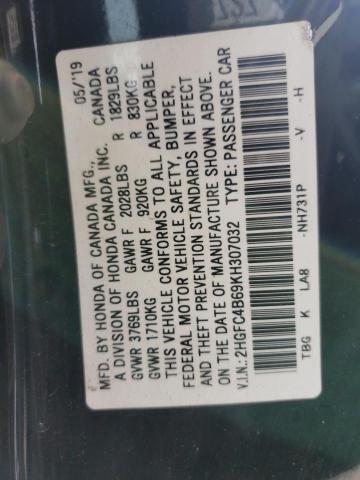 MFD. BY HONDA OF CANADA MFG., 05/'19
A DIVISION OF HONDA CANADA INC. CANADA
GVWR 3769LBS GAWR F 2028LBS R 1829LBS
GVWR 1710KG GAWR F 920KG R 830KG
THIS VEHICLE CONFORMS TO ALL APPLICABLE
FEDERAL MOTOR VEHICLE SAFETY, BUMPER,
AND THEFT PREVENTION STANDARDS IN EFFECT ON
THE DATE OF MANUFACTURE SHOWN ABOVE.
V.I.N.: 2HGFC4B69KH307032 TYPE: PASSENGER CAR
TBG K LA8 -NH731P -V -H